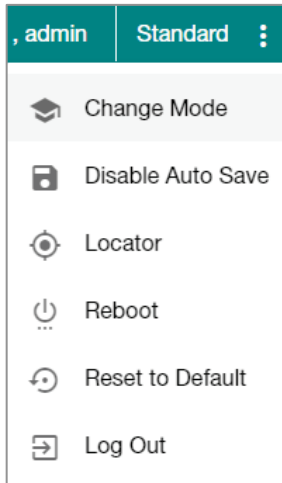 , admin Standard
Change Mode
Disable Auto Save
Locator
Reboot
Reset to Default
Log Out